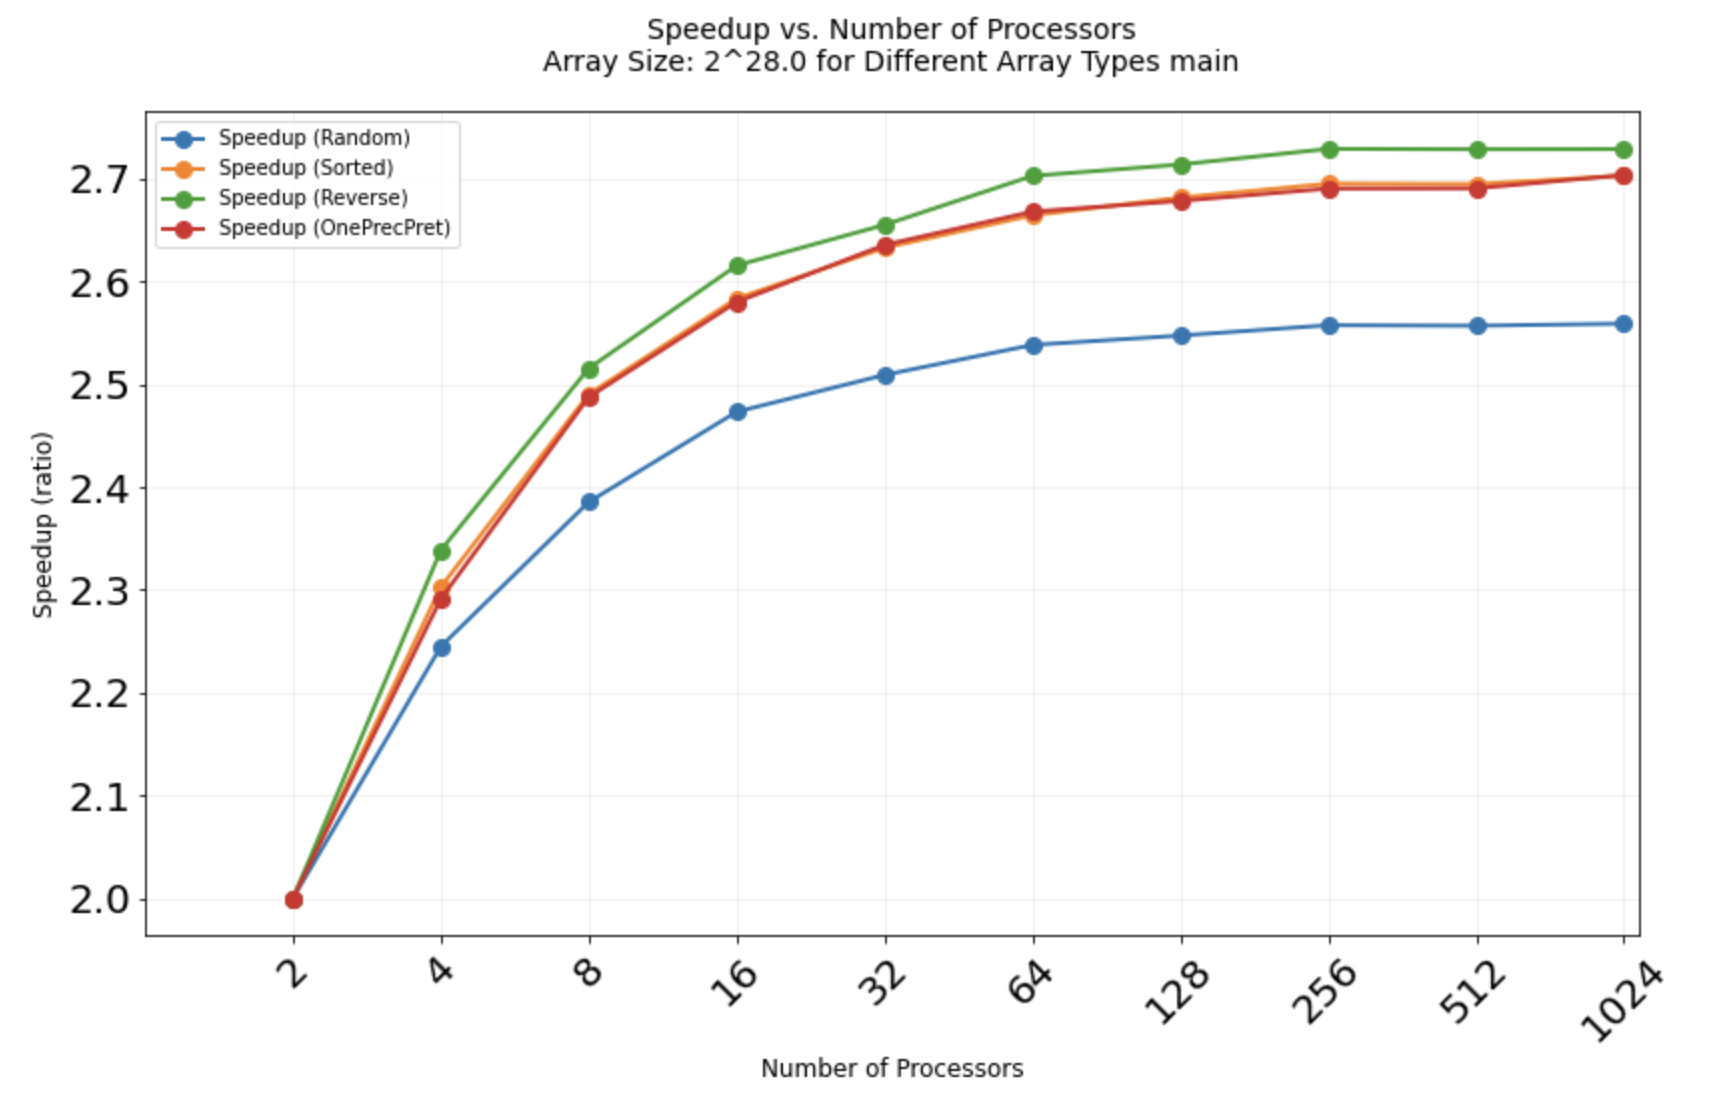 Speedup vs. Number of Processors
Array Size: 2^28.0 for Different Array Types main
Speedup (Random)
Speedup (Sorted)
Speedup (Reverse)
Speedup (OnePrecPret)
Speedup (ratio)
2.7
2.6
2.5
2.4
2.3
2.2
2.1
2.0
2 4 8 16 32 64 128 256 512 1024
Number of Processors